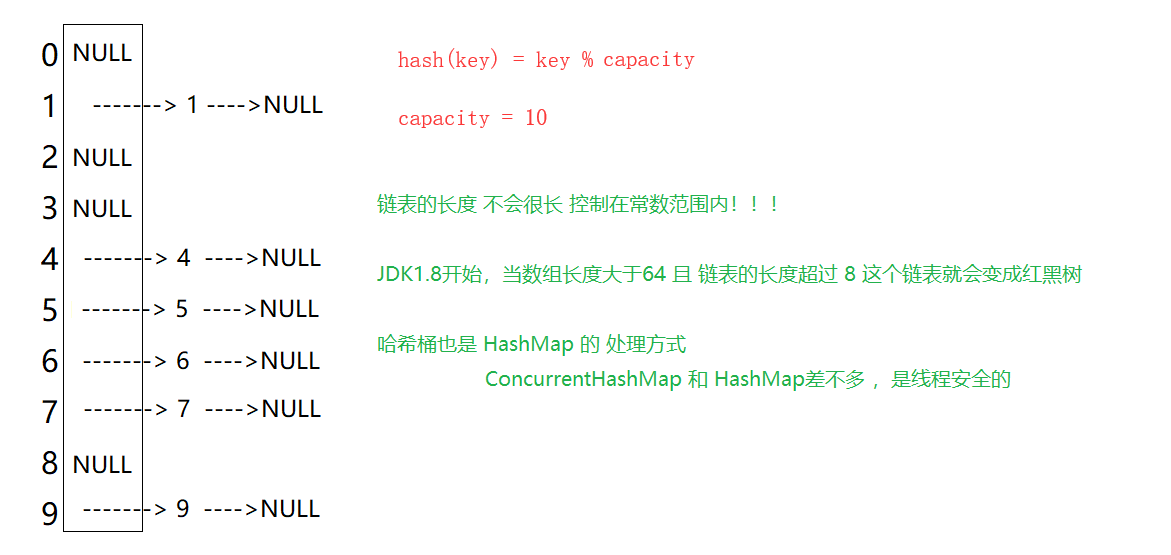 0 NULL
1 -------> 1 ---->NULL
2 NULL
3 NULL
4 -------> 4 ---->NULL
5 -------> 5 ---->NULL
6 -------> 6 ---->NULL
7 -------> 7 ---->NULL
8 NULL
9 -------> 9 ---->NULL
hash(key) = key % capacity
capacity = 10
链表的长度 不会很长 控制在常数范围内！！！
JDK1.8开始，当数组长度大于64 且 链表的长度超过 8 这个链表就会变成红黑树
哈希桶也是 HashMap 的 处理方式
ConcurrentHashMap 和 HashMap差不多 ，是线程安全的